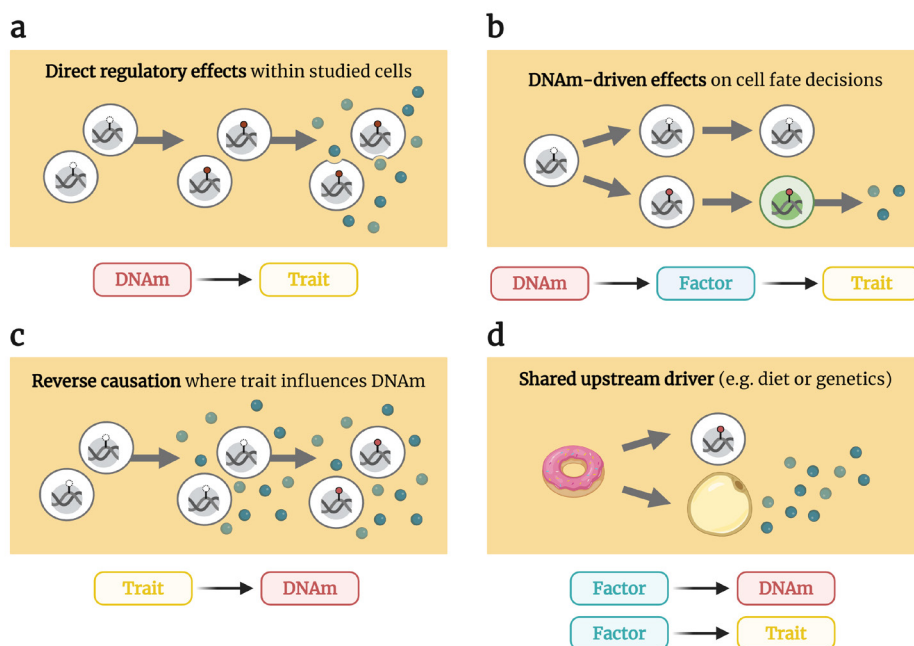 a
Direct regulatory effects within studied cells
DNAm
Trait
b
DNAm-driven effects on cell fate decisions
DNAm
Factor
Trait
c
Reverse causation where trait influences DNAm
Trait
DNAm
d
Shared upstream driver (e.g. diet or genetics)
Factor
DNAm
Factor
Trait